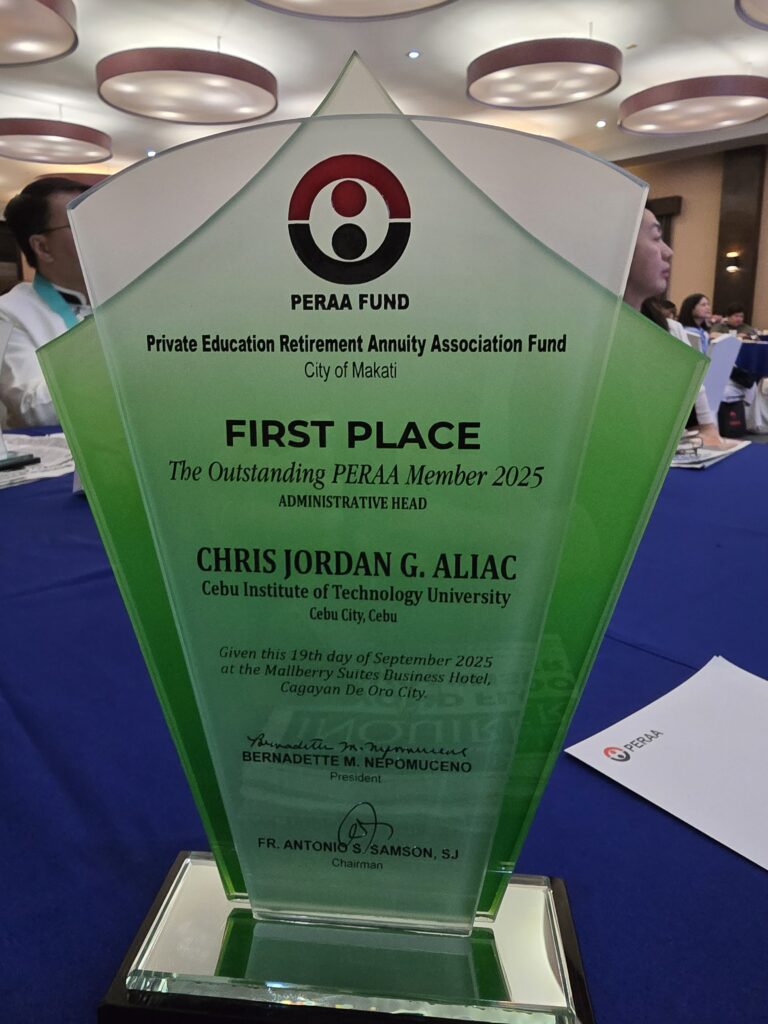 PERAA FUND
Private Education Retirement Annuity Association Fund
City of Makati
FIRST PLACE
The Outstanding PERAA Member 2025
ADMINISTRATIVE HEAD
CHRIS JORDAN G. ALIAC
Cebu Institute of Technology University
Cebu City, Cebu
Given this 19th day of September 2025
at the Mallberry Suites Business Hotel,
Cagayan De Oro City.
Bernadette M. Nepomuceno
BERNADETTE M. NEPOMUCENO
President
FR. ANTONIO S. SAMSON, SJ
Chairman
PERAA